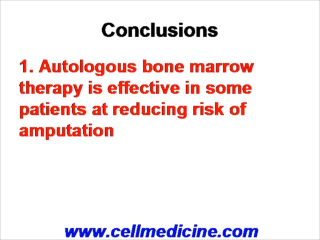 Conclusions
1. Autologous bone marrow
therapy is effective in some
patients at reducing risk of
amputation
www.cellmedicine.com